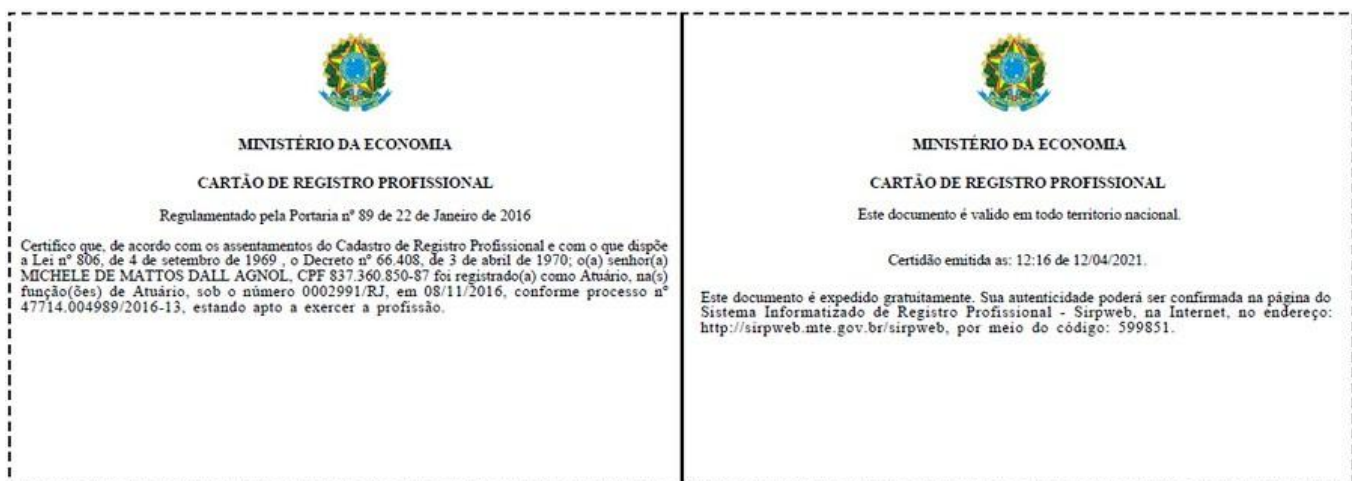 MINISTÉRIO DA ECONOMIA
CARTÃO DE REGISTRO PROFISSIONAL
Regulamentado pela Portaria nº 89 de 22 de Janeiro de 2016
Certifico que, de acordo com os assentamentos do Cadastro de Registro Profissional e com o que dispõe
a Lei nº 806, de 4 de setembro de 1969 , o Decreto nº 66.408, de 3 de abril de 1970; o(a) senhor(a)
MICHELE DE MATTOS DALL AGNOL, CPF 837.360.850-87 foi registrado(a) como Atuário, na(s)
função(ões) de Atuário, sob o número 0002991/RJ, em 08/11/2016, conforme processo nº
47714.004989/2016-13, estando apto a exercer a profissão.
MINISTÉRIO DA ECONOMIA
CARTÃO DE REGISTRO PROFISSIONAL
Este documento é valido em todo territorio nacional.
Certidão emitida as: 12:16 de 12/04/2021.
Este documento é expedido gratuitamente. Sua autenticidade poderá ser confirmada na página do
Sistema Informatizado de Registro Profissional - Sirpweb, na Internet, no endereço:
http://sirpweb.mte.gov.br/sirpweb, por meio do código: 599851.